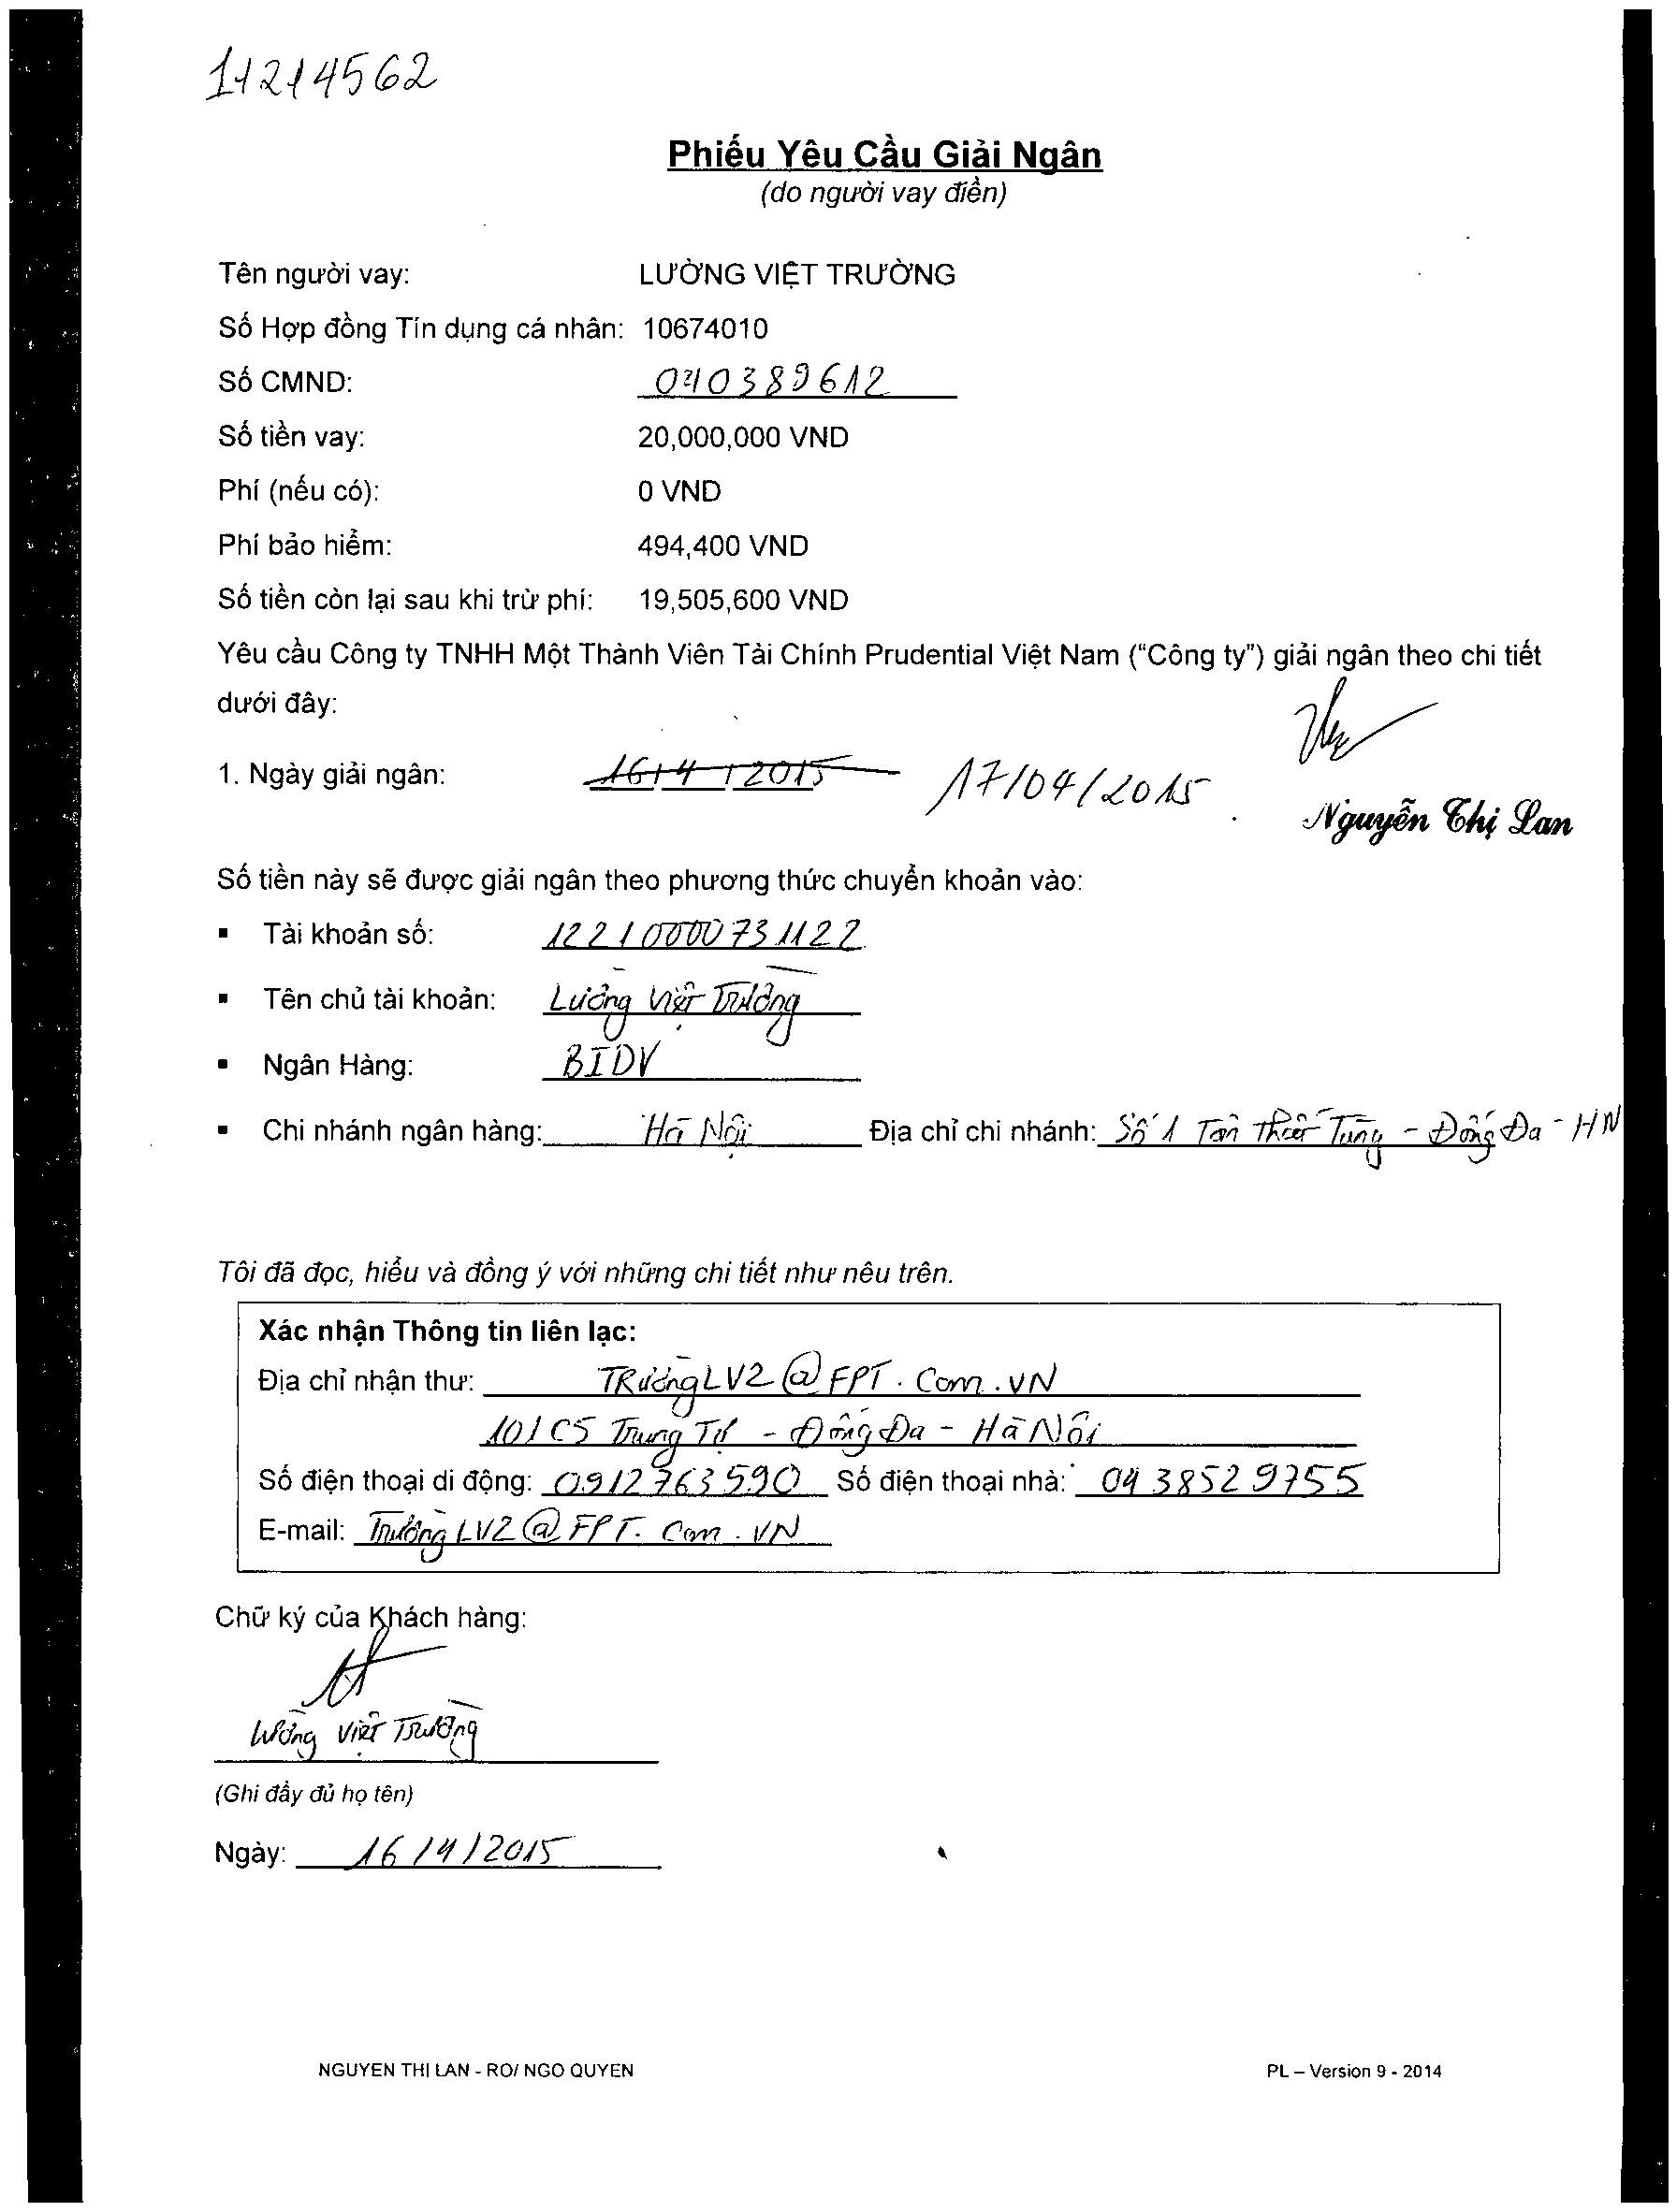 11214562
Phiếu Yêu Cầu Giải Ngân
(do người vay điền)
Tên người vay: LƯỜNG VIỆT TRƯỜNG
Số Hợp đồng Tín dụng cá nhân: 10674010
Số CMND: 040389612
Số tiền vay: 20,000,000 VND
Phí (nếu có): 0 VND
Phí bảo hiểm: 494,400 VND
Số tiền còn lại sau khi trừ phí: 19,505,600 VND
Yêu cầu Công ty TNHH Một Thành Viên Tài Chính Prudential Việt Nam (“Công ty”) giải ngân theo chi tiết
dưới đây:
1. Ngày giải ngân: 16/4/2015 17/04/2015
Nguyễn Thị Lan
Số tiền này sẽ được giải ngân theo phương thức chuyển khoản vào:
▪ Tài khoản số: 12210000731122
▪ Tên chủ tài khoản: Lường Việt Trường
▪ Ngân Hàng: BIDV
▪ Chi nhánh ngân hàng: Hà Nội Địa chỉ chi nhánh: Số 1 Tôn Thất Tùng - Đống Đa - HN
Tôi đã đọc, hiểu và đồng ý với những chi tiết như nêu trên.
Xác nhận Thông tin liên lạc:
Địa chỉ nhận thư: TRườngLV2@FPT.Com.VN
101 C5 Trung Tự - Đống Đa - Hà Nội
Số điện thoại di động: 0912763590 Số điện thoại nhà: 0438529755
E-mail: TrườngLV2@FPT.Com.VN
Chữ ký của Khách hàng:
Lường Việt Trường
(Ghi đầy đủ họ tên)
Ngày: 16/4/2015
NGUYEN THI LAN - RO/ NGO QUYEN PL – Version 9 - 2014